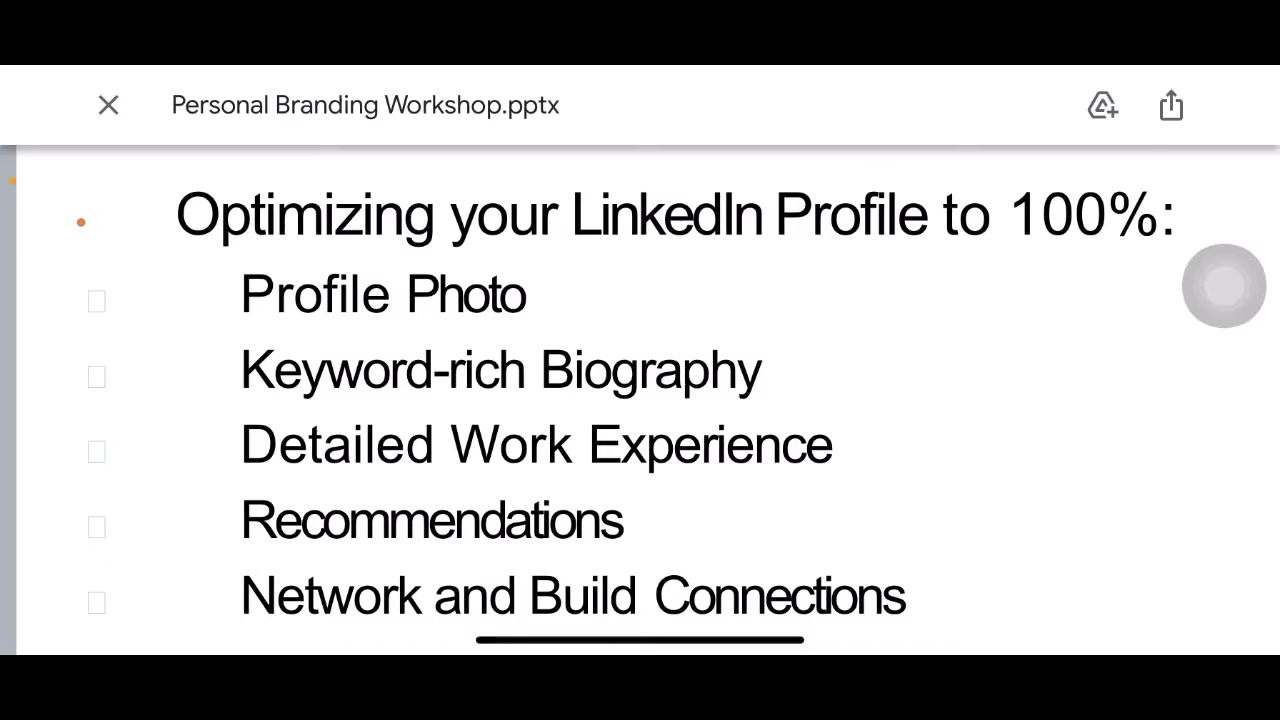 Personal Branding Workshop.pptx
Optimizing your LinkedIn Profile to 100%:
Profile Photo
Keyword-rich Biography
Detailed Work Experience
Recommendations
Network and Build Connections